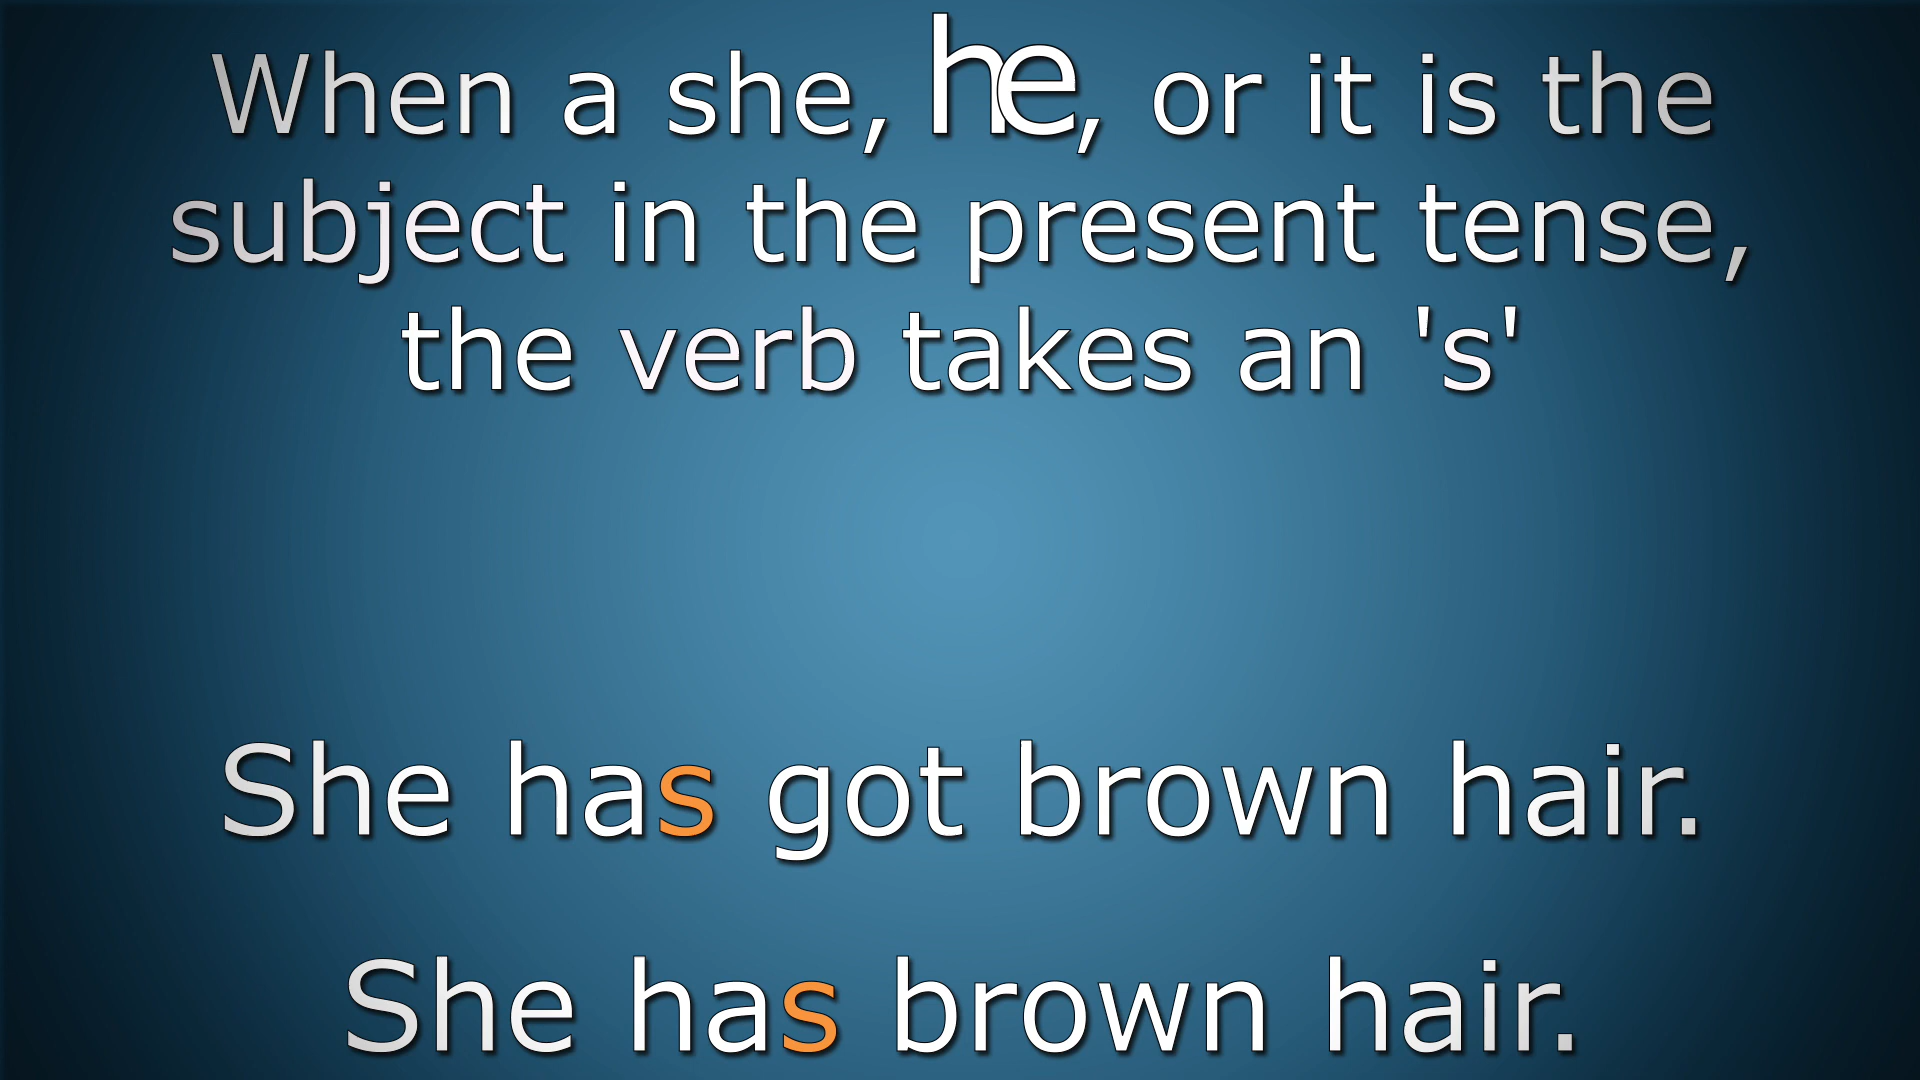 When a she, he, or it is the
subject in the present tense,
the verb takes an 's'
She has got brown hair.
She has brown hair.